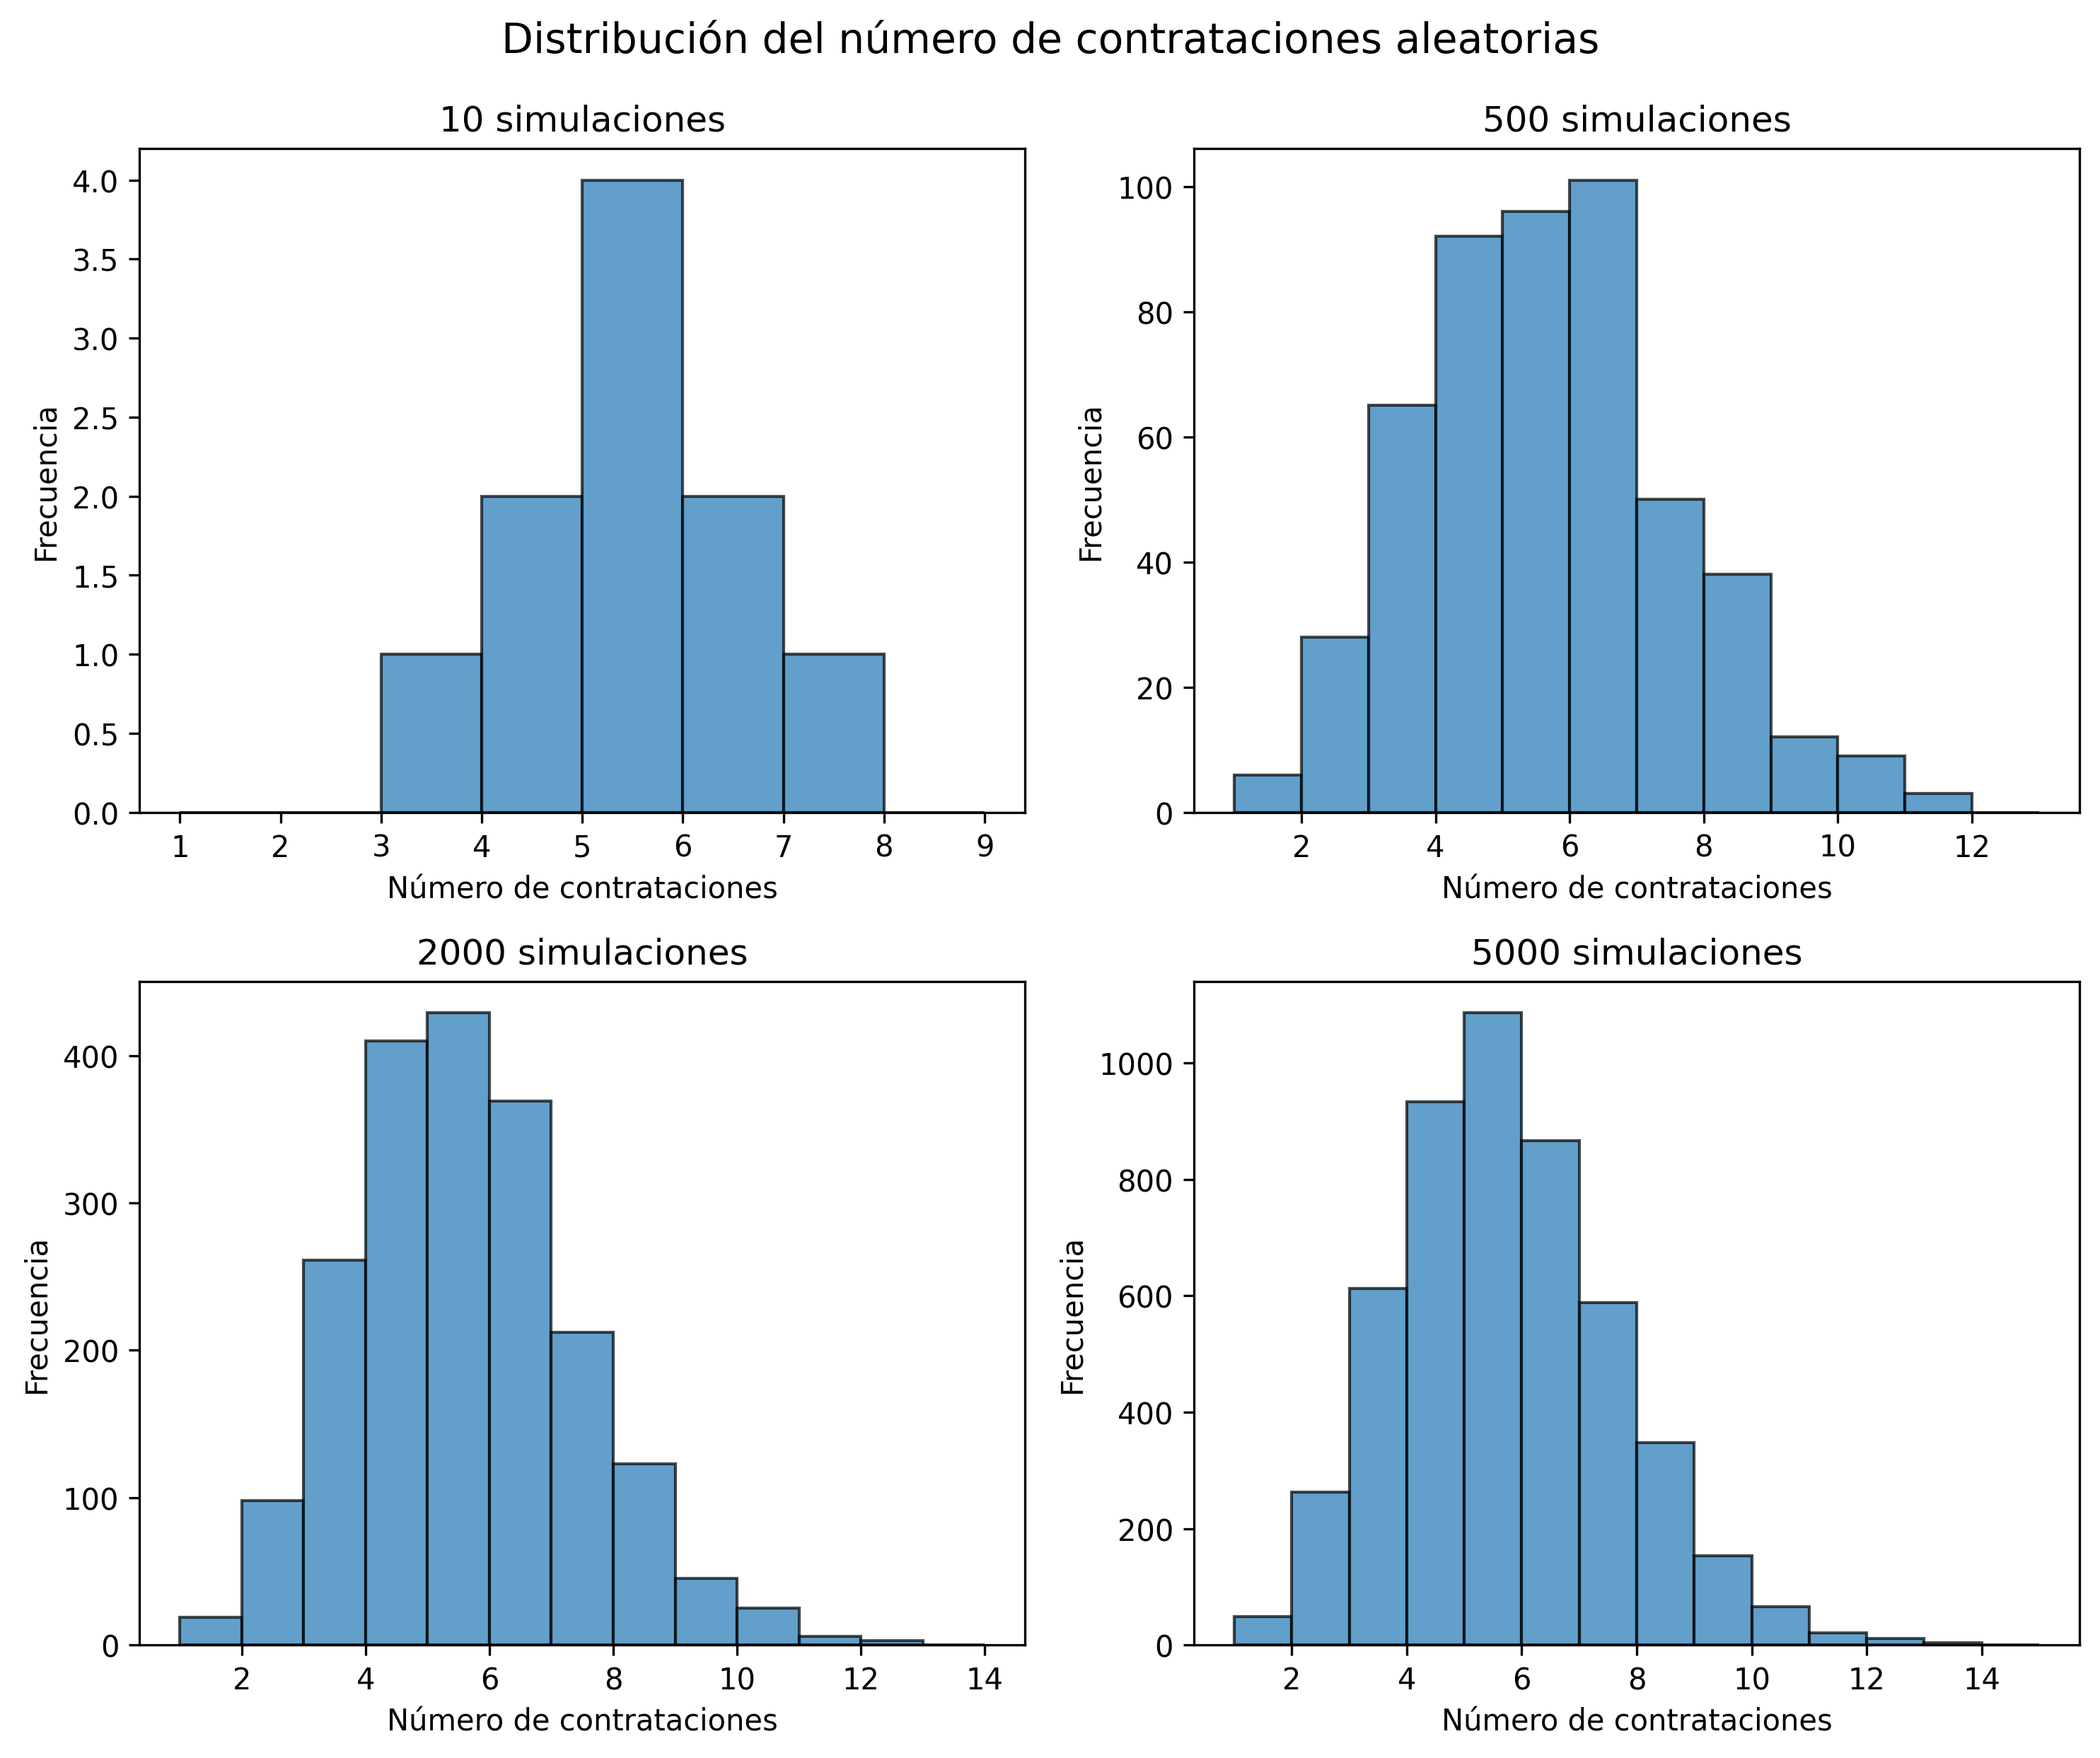 Distribución del número de contrataciones aleatorias
10 simulaciones
4.0
3.5
3.0
2.5
2.0
1.5
1.0
0.5
0.0
Frecuencia
1 2 3 4 5 6 7 8 9
Número de contrataciones
500 simulaciones
100
80
60
40
20
0
Frecuencia
2 4 6 8 10 12
Número de contrataciones
2000 simulaciones
400
300
200
100
0
Frecuencia
2 4 6 8 10 12 14
Número de contrataciones
5000 simulaciones
1000
800
600
400
200
0
Frecuencia
2 4 6 8 10 12 14
Número de contrataciones